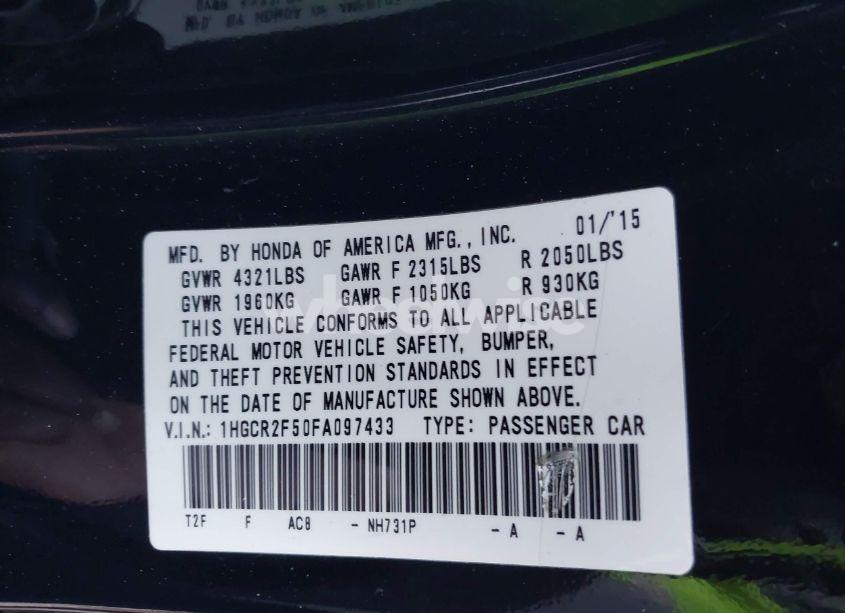 MFD. BY HONDA OF AMERICA MFG., INC. 01/'15
GVWR 4321LBS GAWR F 2315LBS R 2050LBS
GVWR 1960KG GAWR F 1050KG R 930KG
THIS VEHICLE CONFORMS TO ALL APPLICABLE
FEDERAL MOTOR VEHICLE SAFETY, BUMPER,
AND THEFT PREVENTION STANDARDS IN EFFECT
ON THE DATE OF MANUFACTURE SHOWN ABOVE.
V.I.N.: 1HGCR2F50FA097433 TYPE: PASSENGER CAR
T2F F AC8 - NH731P - A - A